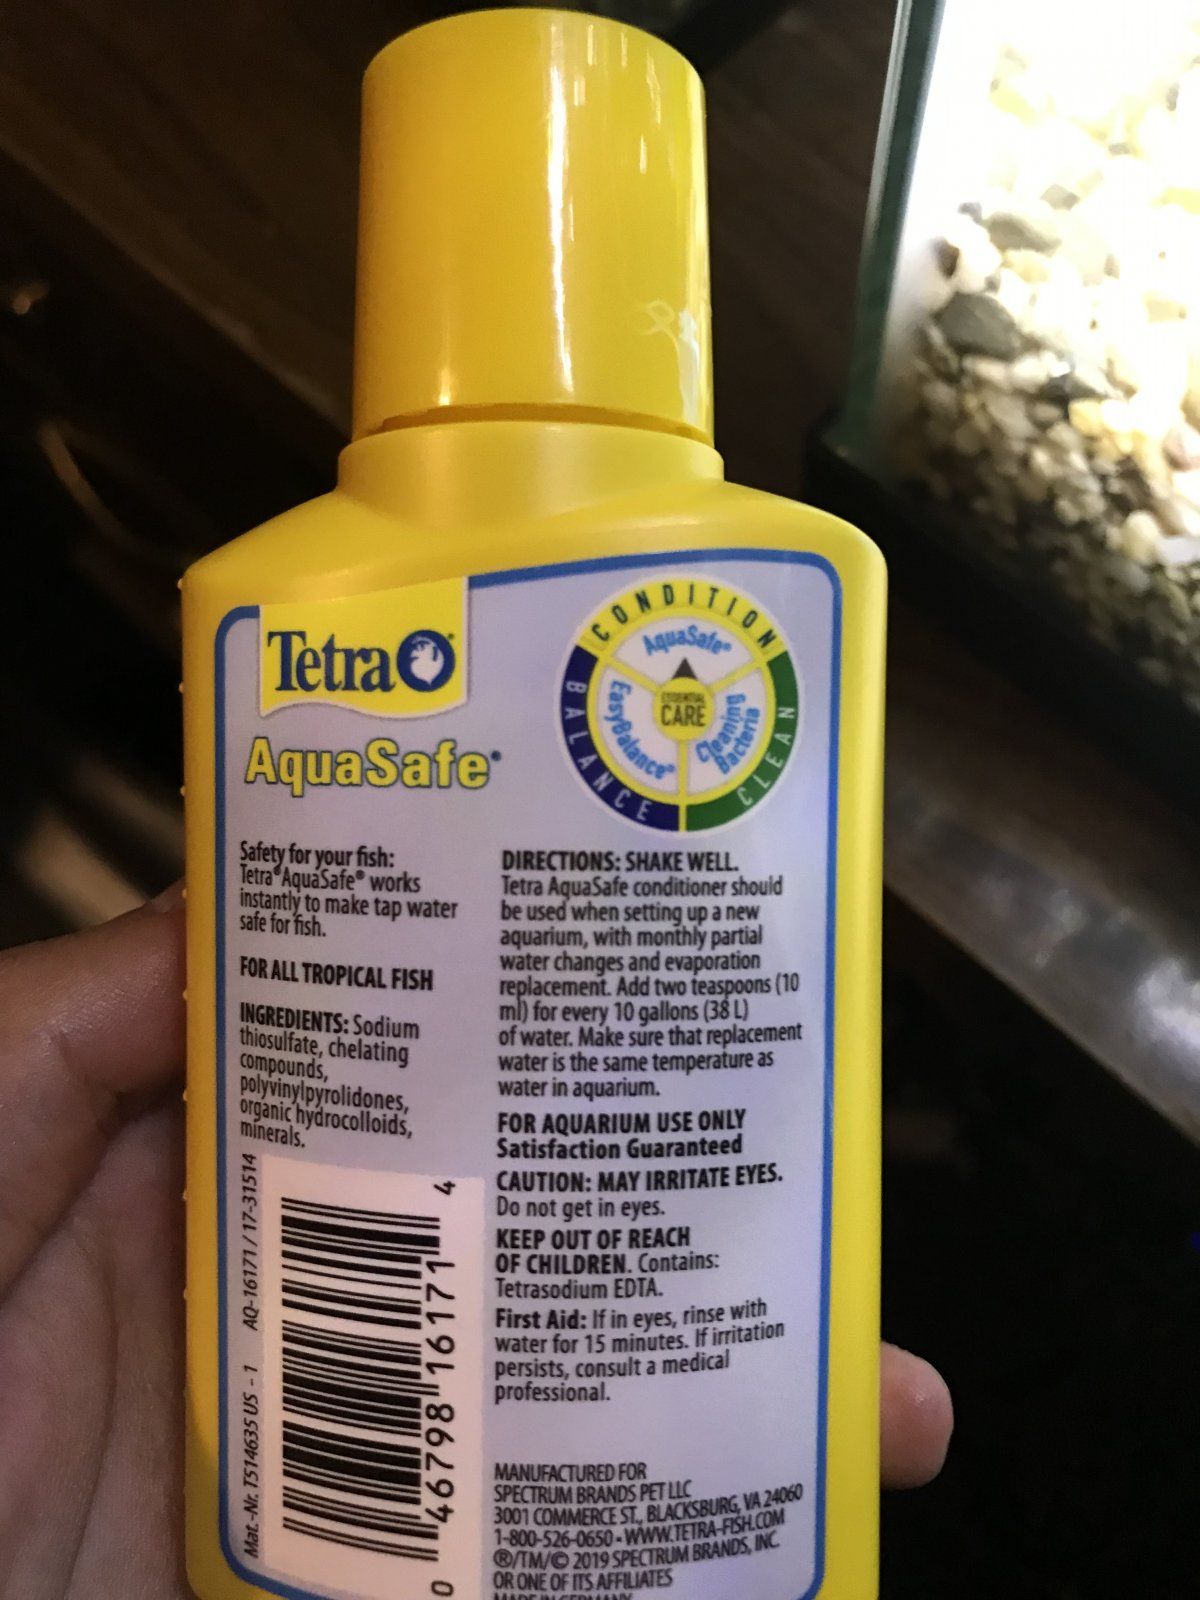 Tetra
AquaSafe®
CONDITION
AquaSafe®
BALANCE
EasyBalance®
ESSENTIAL
CARE
Cleaning
Bacteria
CLEAN
Safety for your fish:
Tetra® AquaSafe® works
instantly to make tap water
safe for fish.
FOR ALL TROPICAL FISH
INGREDIENTS: Sodium
thiosulfate, chelating
compounds,
polyvinylpyrolidones,
organic hydrocolloids,
minerals.
Mat.-Nr. T514635 US - 1 AQ-16171 / 17-31514
0 46798 16171 4
DIRECTIONS: SHAKE WELL.
Tetra AquaSafe conditioner should
be used when setting up a new
aquarium, with monthly partial
water changes and evaporation
replacement. Add two teaspoons (10
ml) for every 10 gallons (38 L)
of water. Make sure that replacement
water is the same temperature as
water in aquarium.
FOR AQUARIUM USE ONLY
Satisfaction Guaranteed
CAUTION: MAY IRRITATE EYES.
Do not get in eyes.
KEEP OUT OF REACH
OF CHILDREN. Contains:
Tetrasodium EDTA.
First Aid: If in eyes, rinse with
water for 15 minutes. If irritation
persists, consult a medical
professional.
MANUFACTURED FOR
SPECTRUM BRANDS PET LLC
3001 COMMERCE ST., BLACKSBURG, VA 24060
1-800-526-0650 • WWW.TETRA-FISH.COM
®/TM/© 2019 SPECTRUM BRANDS, INC.
OR ONE OF ITS AFFILIATES
MADE IN GERMANY